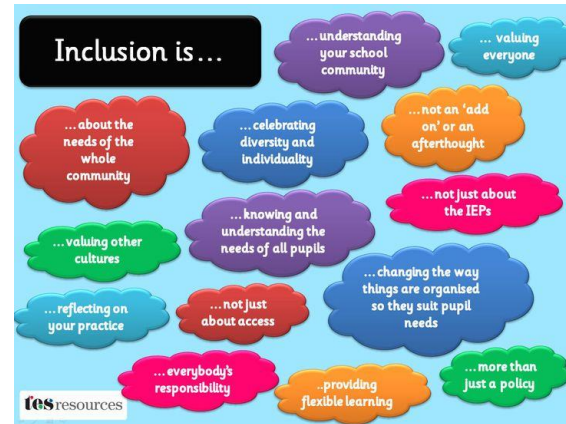 Inclusion is...
...understanding
your school
community
... valuing
everyone
...about the
needs of the
whole
community
...celebrating
diversity and
individuality
...not an ‘add
on’ or an
afterthought
...not just about
the IEPs
...knowing and
understanding the
needs of all pupils
...valuing other
cultures
...changing the way
things are organised
so they suit pupil
needs
...reflecting on
your practice
...not just
about access
...everybody’s
responsibility
..providing
flexible learning
...more than
just a policy
tes resources